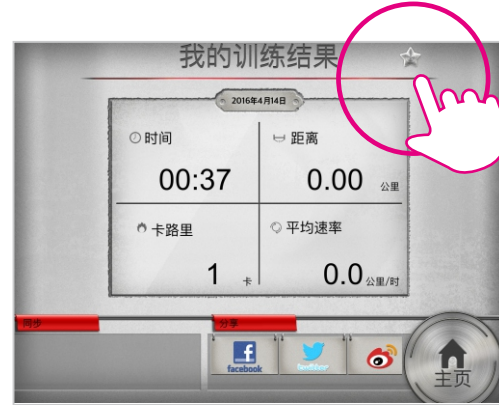 我的训练结果
2016年4月14日
时间
距离
00:37
0.00 公里
卡路里
平均速率
1 卡
0.0 公里/时
同步
分享
facebook
twitter
主页